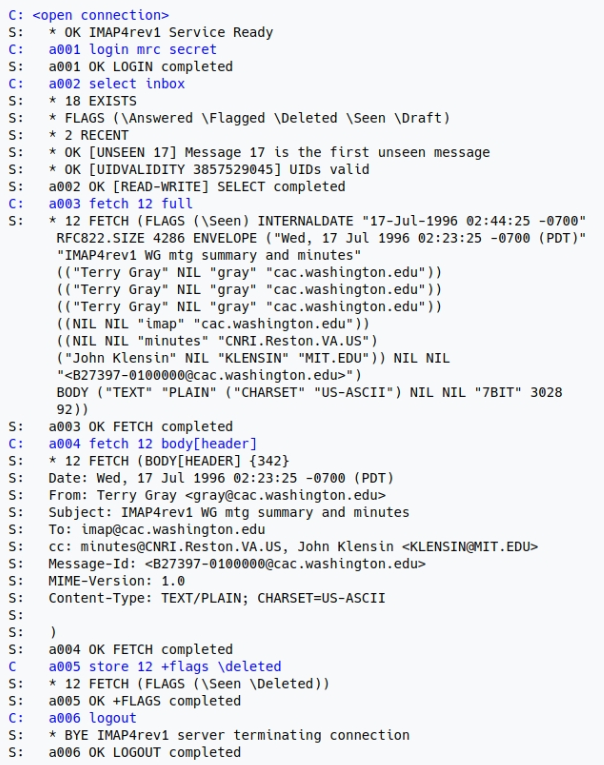 C: <open connection>
S:   * OK IMAP4rev1 Service Ready
C:   a001 login mrc secret
S:   a001 OK LOGIN completed
C:   a002 select inbox
S:   * 18 EXISTS
S:   * FLAGS (\Answered \Flagged \Deleted \Seen \Draft)
S:   * 2 RECENT
S:   * OK [UNSEEN 17] Message 17 is the first unseen message
S:   * OK [UIDVALIDITY 3857529045] UIDs valid
S:   a002 OK [READ-WRITE] SELECT completed
C:   a003 fetch 12 full
S:   * 12 FETCH (FLAGS (\Seen) INTERNALDATE "17-Jul-1996 02:44:25 -0700"
      RFC822.SIZE 4286 ENVELOPE ("Wed, 17 Jul 1996 02:23:25 -0700 (PDT)"
      "IMAP4rev1 WG mtg summary and minutes"
      (("Terry Gray" NIL "gray" "cac.washington.edu"))
      (("Terry Gray" NIL "gray" "cac.washington.edu"))
      (("Terry Gray" NIL "gray" "cac.washington.edu"))
      ((NIL NIL "imap" "cac.washington.edu"))
      ((NIL NIL "minutes" "CNRI.Reston.VA.US")
      ("John Klensin" NIL "KLENSIN" "MIT.EDU")) NIL NIL
      "<B27397-0100000@cac.washington.edu>")
      BODY ("TEXT" "PLAIN" ("CHARSET" "US-ASCII") NIL NIL "7BIT" 3028
      92))
S:   a003 OK FETCH completed
C:   a004 fetch 12 body[header]
S:   * 12 FETCH (BODY[HEADER] {342}
S:   Date: Wed, 17 Jul 1996 02:23:25 -0700 (PDT)
S:   From: Terry Gray <gray@cac.washington.edu>
S:   Subject: IMAP4rev1 WG mtg summary and minutes
S:   To: imap@cac.washington.edu
S:   cc: minutes@CNRI.Reston.VA.US, John Klensin <KLENSIN@MIT.EDU>
S:   Message-Id: <B27397-0100000@cac.washington.edu>
S:   MIME-Version: 1.0
S:   Content-Type: TEXT/PLAIN; CHARSET=US-ASCII
S:
S:   )
S:   a004 OK FETCH completed
C    a005 store 12 +flags \deleted
S:   * 12 FETCH (FLAGS (\Seen \Deleted))
S:   a005 OK +FLAGS completed
C:   a006 logout
S:   * BYE IMAP4rev1 server terminating connection
S:   a006 OK LOGOUT completed